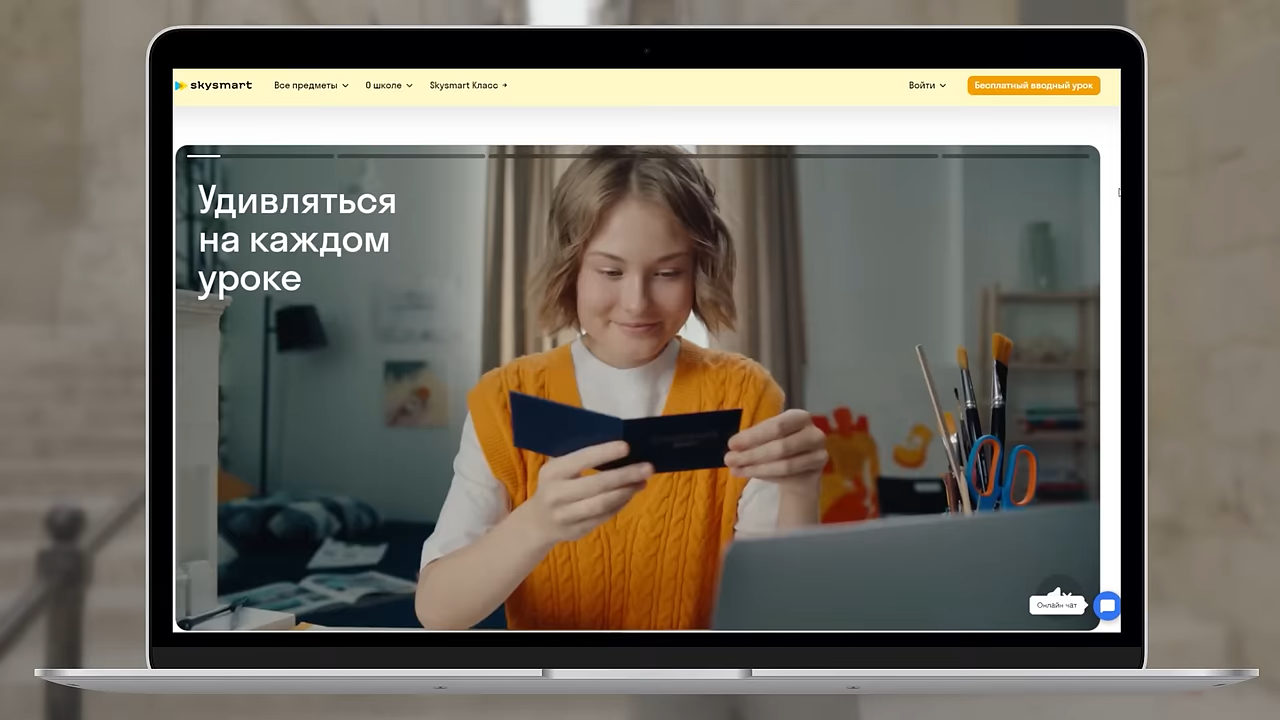 skysmart
Все предметы
О школе
Skysmart Класс
Войти
Бесплатный вводный урок
Удивляться
на каждом
уроке
Онлайн чат